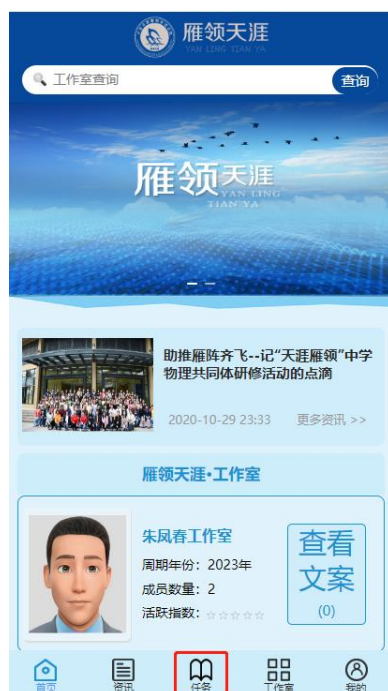 雁领天涯
YAN LING TIAN YA
工作室查询
查询
雁领天涯
YAN LING
TIAN YA
助推雁阵齐飞--记“天涯雁领”中学
物理共同体研修活动的点滴
2020-10-29 23:33
更多资讯 >>
雁领天涯·工作室
朱凤春工作室
周期年份：2023年
成员数量：2
活跃指数：☆☆☆☆☆
查看
文案
(0)
首页
资讯
任务
工作室
我的